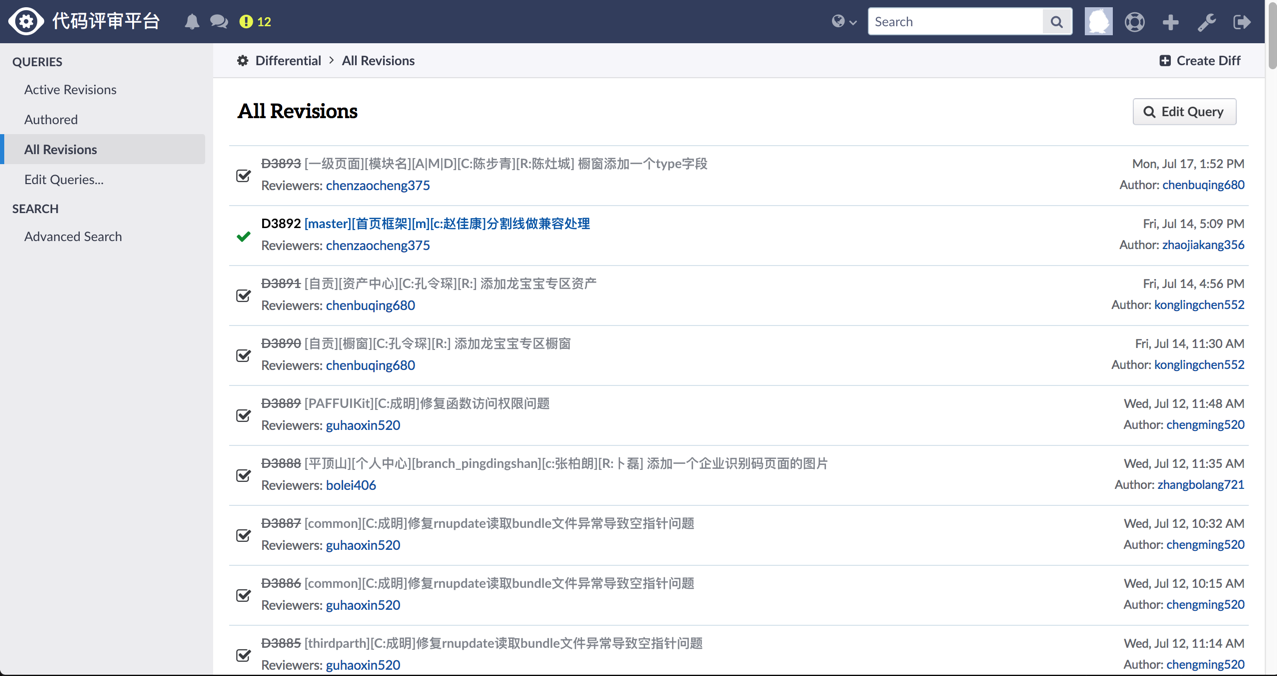 代码评审平台
12
Search
QUERIES
Active Revisions
Authored
All Revisions
Edit Queries...
SEARCH
Advanced Search
Differential > All Revisions
Create Diff
All Revisions
Edit Query
D3893 [一级页面][模块名][A|M|D][C:陈步青][R:陈灶城] 橱窗添加一个type字段
Mon, Jul 17, 1:52 PM
Reviewers: chenzaocheng375
Author: chenbuqing680
D3892 [master][首页框架][m][c:赵佳康]分割线做兼容处理
Fri, Jul 14, 5:09 PM
Reviewers: chenzaocheng375
Author: zhaojiakang356
D3891 [自贡][资产中心][C:孔令琛][R:] 添加龙宝宝专区资产
Fri, Jul 14, 4:56 PM
Reviewers: chenbuqing680
Author: konglingchen552
D3890 [自贡][橱窗][C:孔令琛][R:] 添加龙宝宝专区橱窗
Fri, Jul 14, 11:30 AM
Reviewers: chenbuqing680
Author: konglingchen552
D3889 [PAFFUIKit][C:成明]修复函数访问权限问题
Wed, Jul 12, 11:48 AM
Reviewers: guhaoxin520
Author: chengming520
D3888 [平顶山][个人中心][branch_pingdingshan][c:张柏朗][R:卜磊] 添加一个企业识别码页面的图片
Wed, Jul 12, 11:35 AM
Reviewers: bolei406
Author: zhangbolang721
D3887 [common][C:成明]修复rnupdate读取bundle文件异常导致空指针问题
Wed, Jul 12, 10:32 AM
Reviewers: guhaoxin520
Author: chengming520
D3886 [common][C:成明]修复rnupdate读取bundle文件异常导致空指针问题
Wed, Jul 12, 10:15 AM
Reviewers: guhaoxin520
Author: chengming520
D3885 [thirdparth][C:成明]修复rnupdate读取bundle文件异常导致空指针问题
Wed, Jul 12, 11:14 AM
Reviewers: guhaoxin520
Author: chengming520